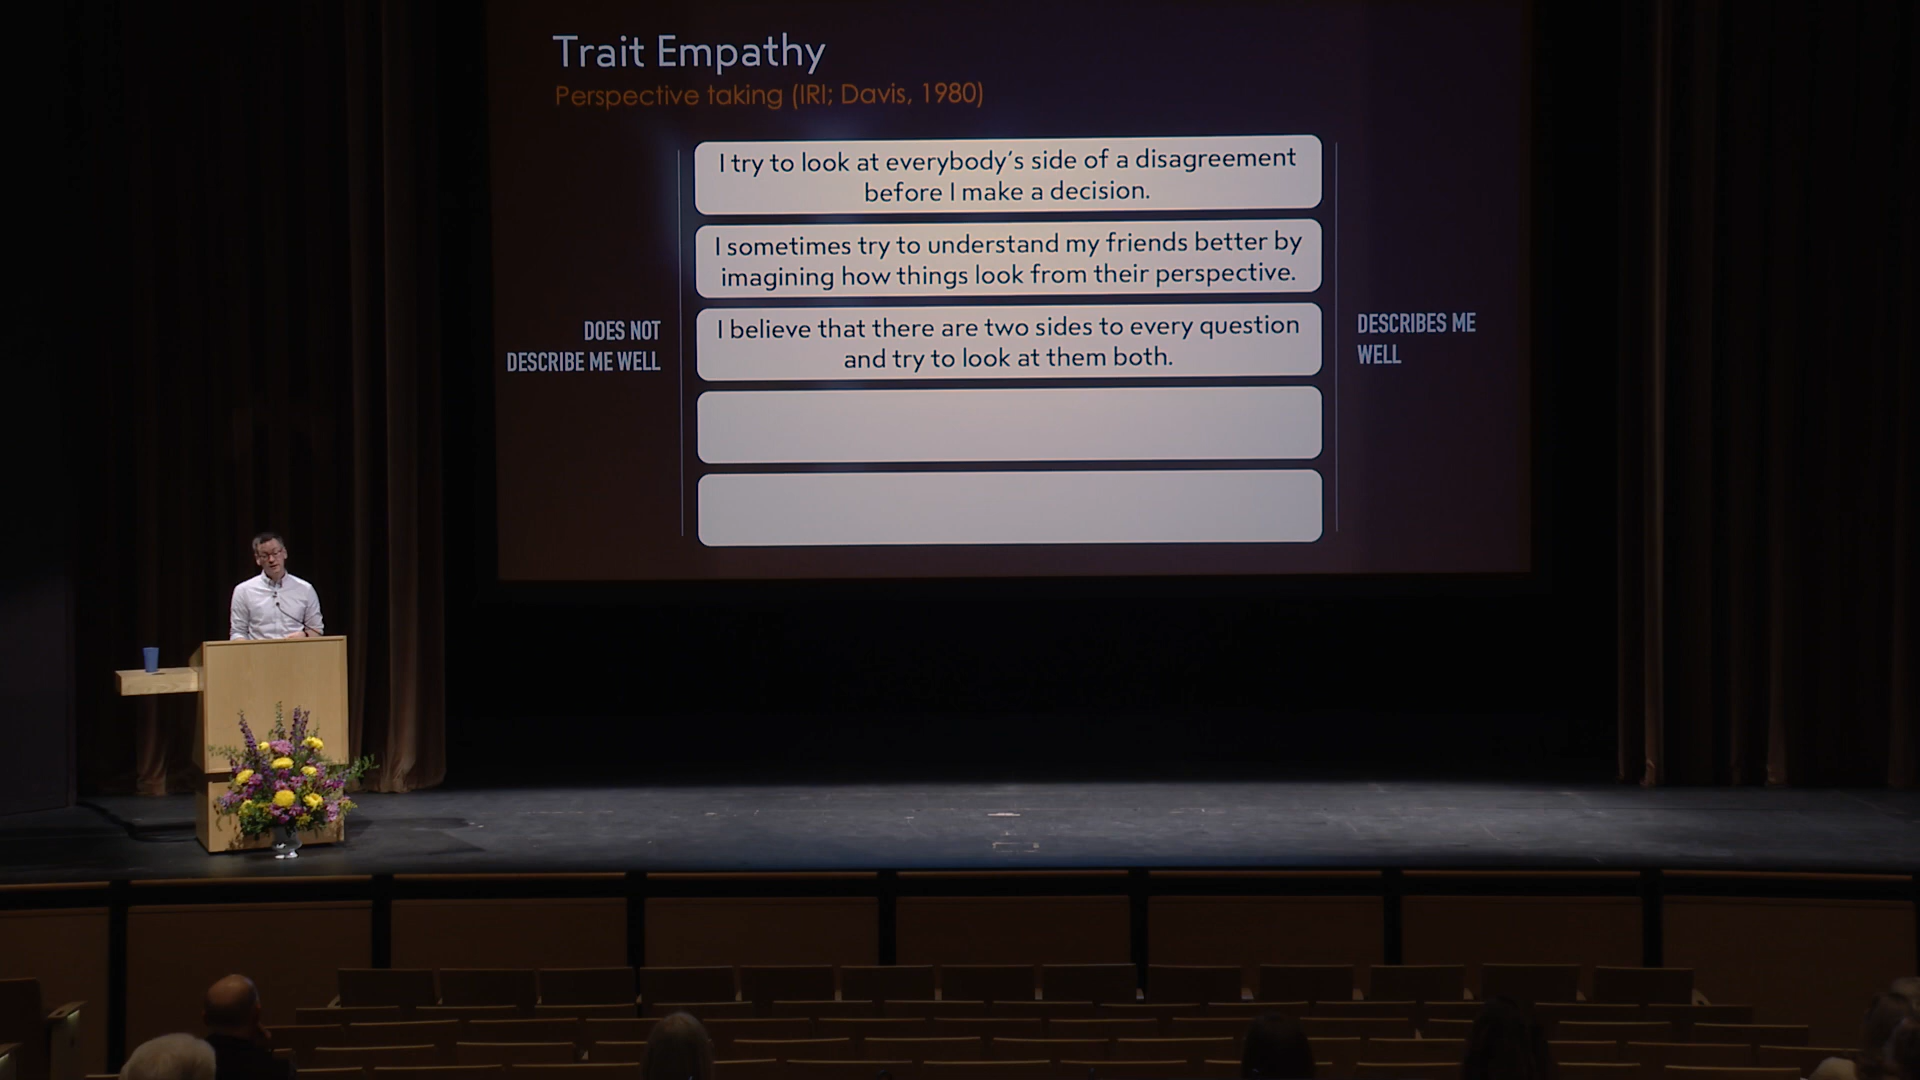 Trait Empathy
Perspective taking (IRI; Davis, 1980)
I try to look at everybody's side of a disagreement
before I make a decision.
I sometimes try to understand my friends better by
imagining how things look from their perspective.
I believe that there are two sides to every question
and try to look at them both.
DOES NOT
DESCRIBE ME WELL
DESCRIBES ME
WELL